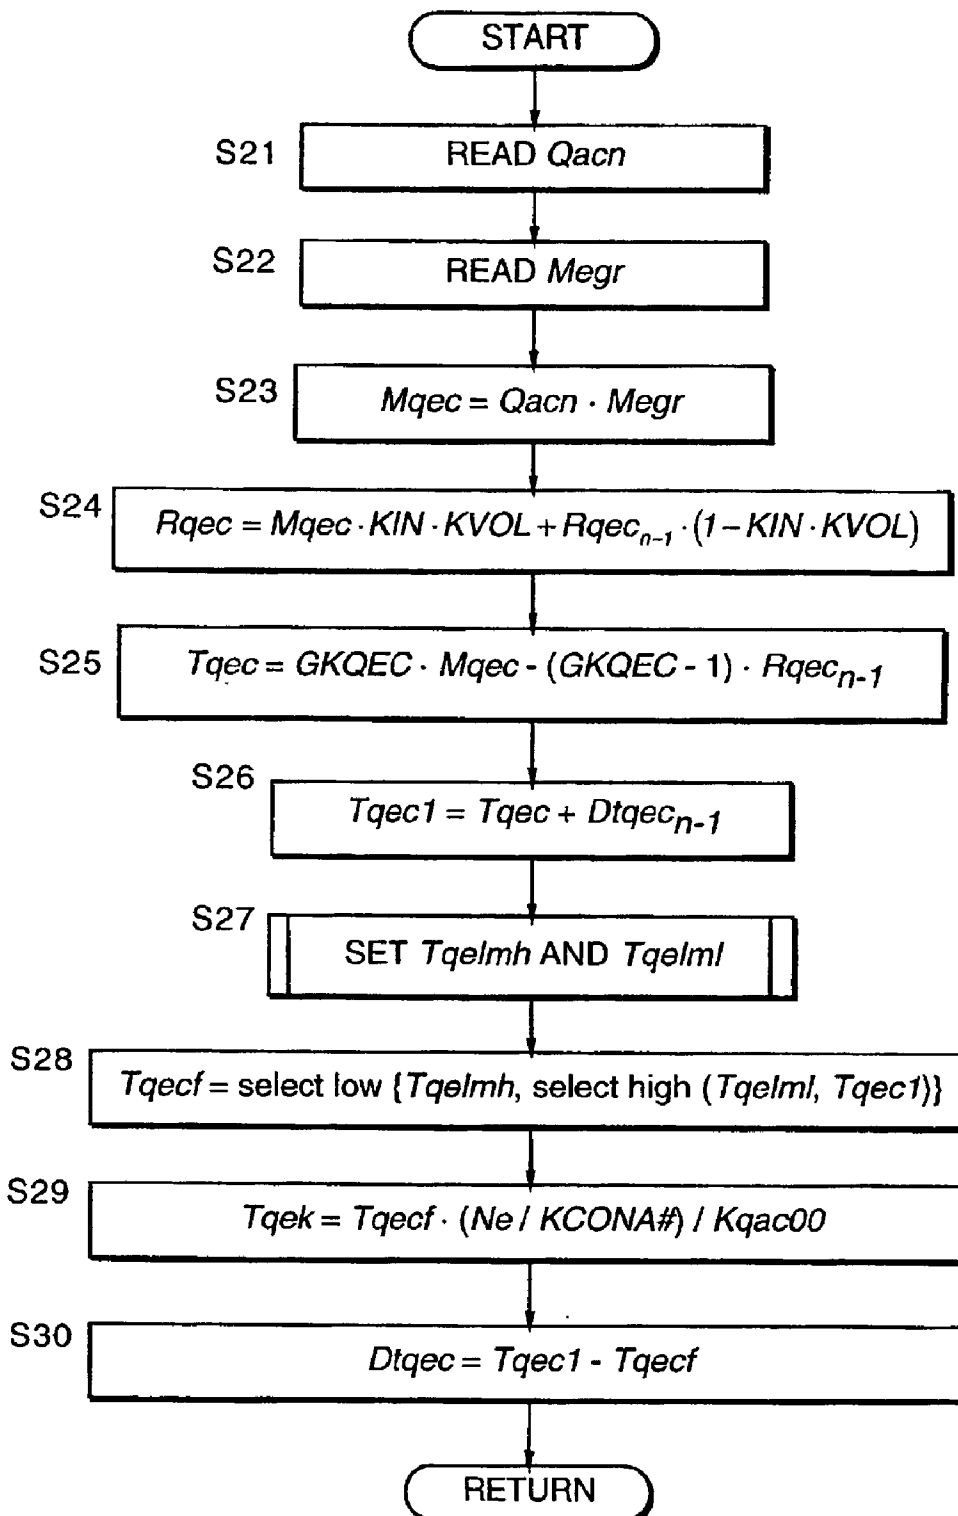 START
S21
READ Qacn
S22
READ Megr
S23
Mqec = Qacn · Megr
S24
Rqec = Mqec · KIN · KVOL + Rqecn-1 · (1 - KIN · KVOL)
S25
Tqec = GKQEC · Mqec - (GKQEC - 1) · Rqecn-1
S26
Tqec1 = Tqec + Dtqecn-1
S27
SET Tqelmh AND Tqelml
S28
Tqecf = select low {Tqelmh, select high (Tqelml, Tqec1)}
S29
Tqek = Tqecf · (Ne / KCONA#) / Kqac00
S30
Dtqec = Tqec1 - Tqecf
RETURN